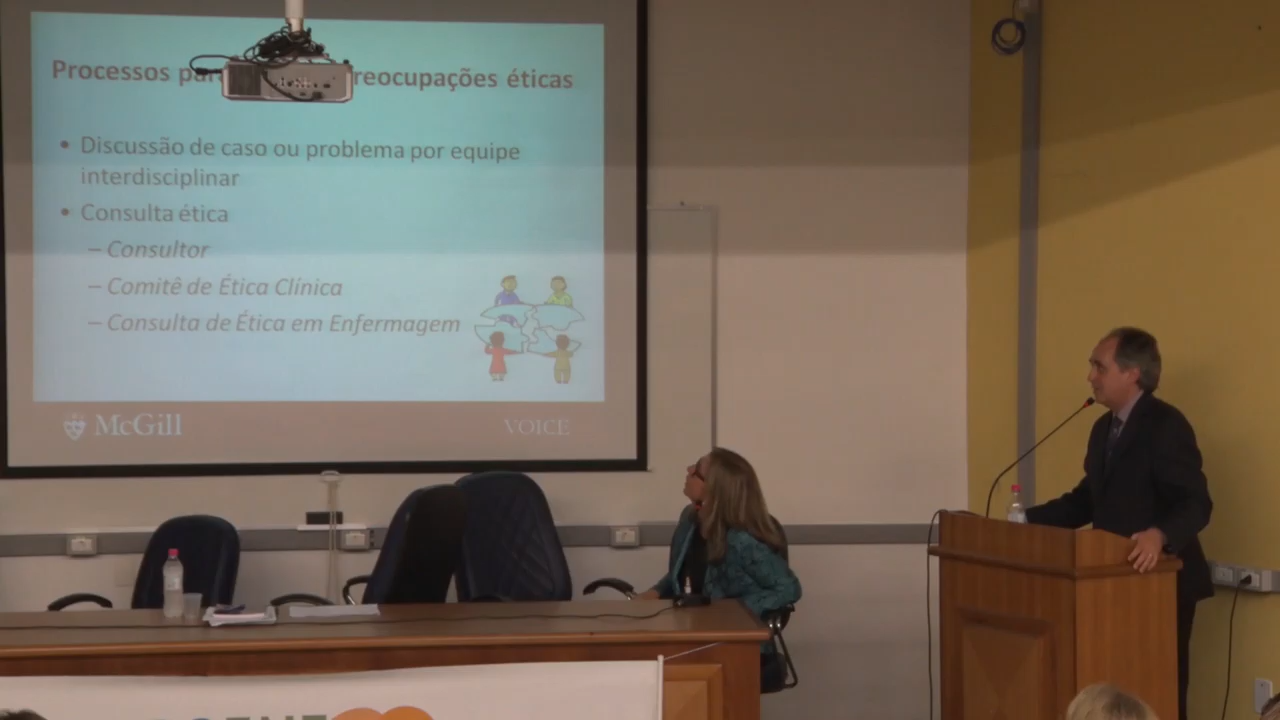 Processos reocupações éticas
• Discussão de caso ou problema por equipe
interdisciplinar
• Consulta ética
– Consultor
– Comitê de Ética Clínica
– Consulta de Ética em Enfermagem
McGill
VOICE